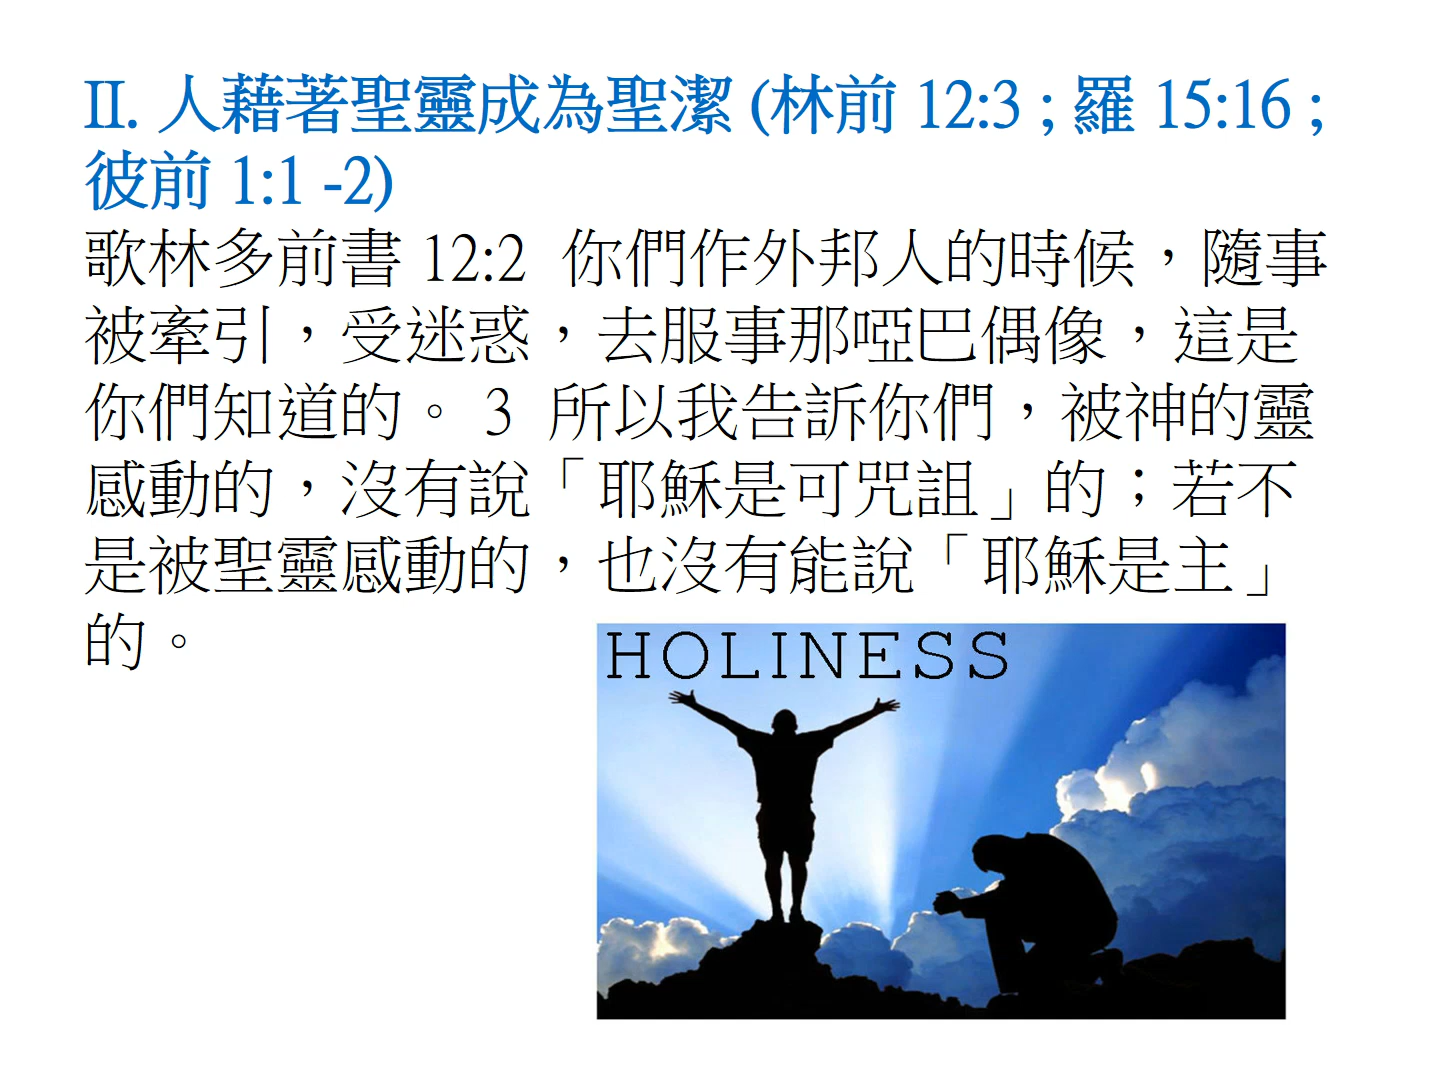 II. 人藉著聖靈成為聖潔 (林前 12:3 ; 羅 15:16 ;
彼前 1:1 -2)
歌林多前書 12:2 你們作外邦人的時候，隨事
被牽引，受迷惑，去服事那啞巴偶像，這是
你們知道的。 3 所以我告訴你們，被神的靈
感動的，沒有說「耶穌是可咒詛」的；若不
是被聖靈感動的，也沒有能說「耶穌是主」
的。
HOLINESS